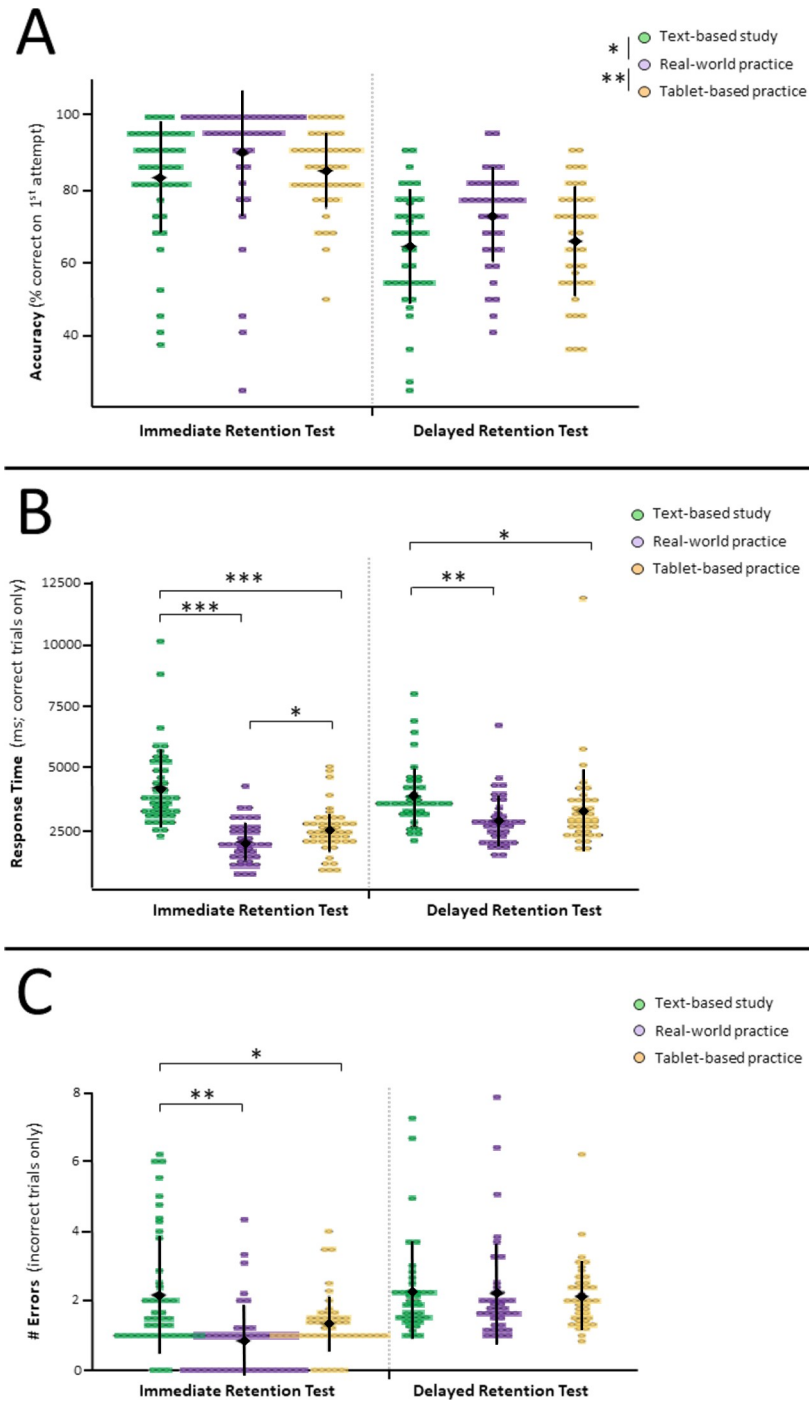 A
Text-based study
*
Real-world practice
**
Tablet-based practice
Accuracy (% correct on 1st attempt)
100
80
60
40
Immediate Retention Test
Delayed Retention Test
B
Text-based study
Real-world practice
Tablet-based practice
*
**
***
***
*
Response Time (ms; correct trials only)
12500
10000
7500
5000
2500
Immediate Retention Test
Delayed Retention Test
C
Text-based study
Real-world practice
Tablet-based practice
*
**
# Errors (incorrect trials only)
8
6
4
2
0
Immediate Retention Test
Delayed Retention Test